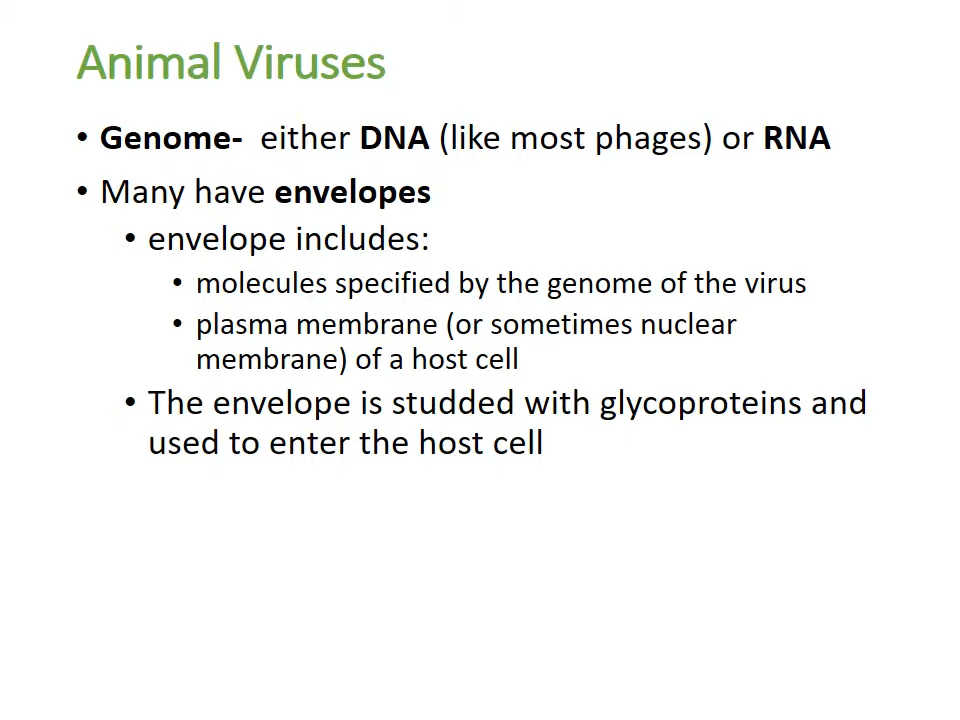 Animal Viruses
• Genome- either DNA (like most phages) or RNA
• Many have envelopes
• envelope includes:
• molecules specified by the genome of the virus
• plasma membrane (or sometimes nuclear
membrane) of a host cell
• The envelope is studded with glycoproteins and
used to enter the host cell